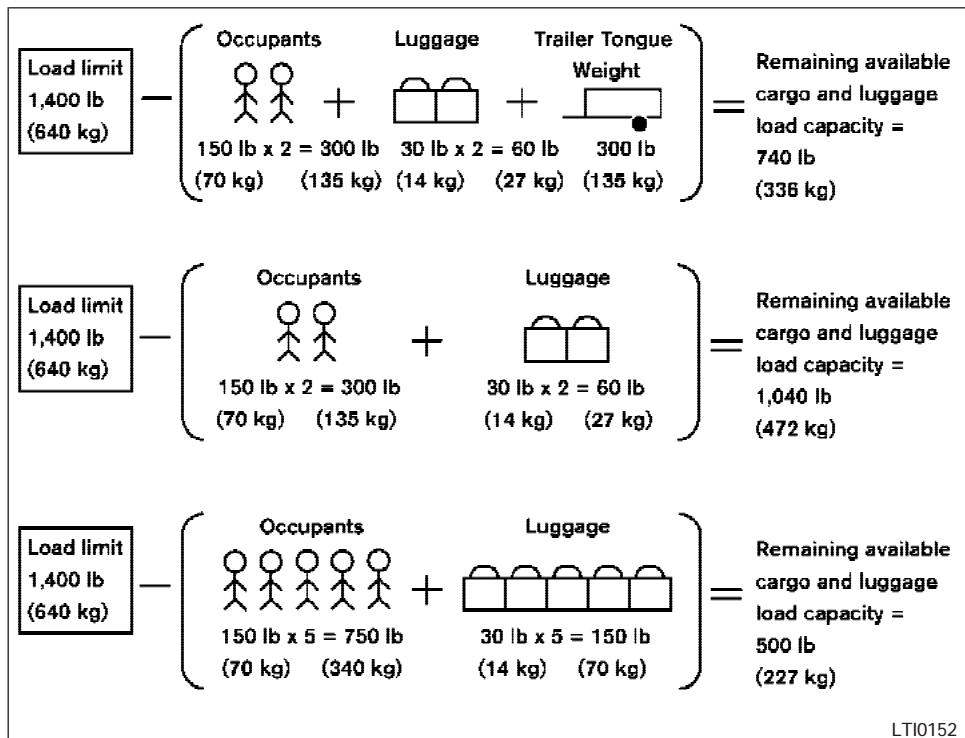 Occupants Luggage Trailer Tongue
Weight
Load limit
1,400 lb
(640 kg)
150 lb x 2 = 300 lb 30 lb x 2 = 60 lb 300 lb
(70 kg) (135 kg) (14 kg) (27 kg) (135 kg)
Remaining available
cargo and luggage
load capacity =
740 lb
(336 kg)
Occupants Luggage
Load limit
1,400 lb
(640 kg)
150 lb x 2 = 300 lb 30 lb x 2 = 60 lb
(70 kg) (135 kg) (14 kg) (27 kg)
Remaining available
cargo and luggage
load capacity =
1,040 lb
(472 kg)
Occupants Luggage
Load limit
1,400 lb
(640 kg)
150 lb x 5 = 750 lb 30 lb x 5 = 150 lb
(70 kg) (340 kg) (14 kg) (70 kg)
Remaining available
cargo and luggage
load capacity =
500 lb
(227 kg)
LTI0152